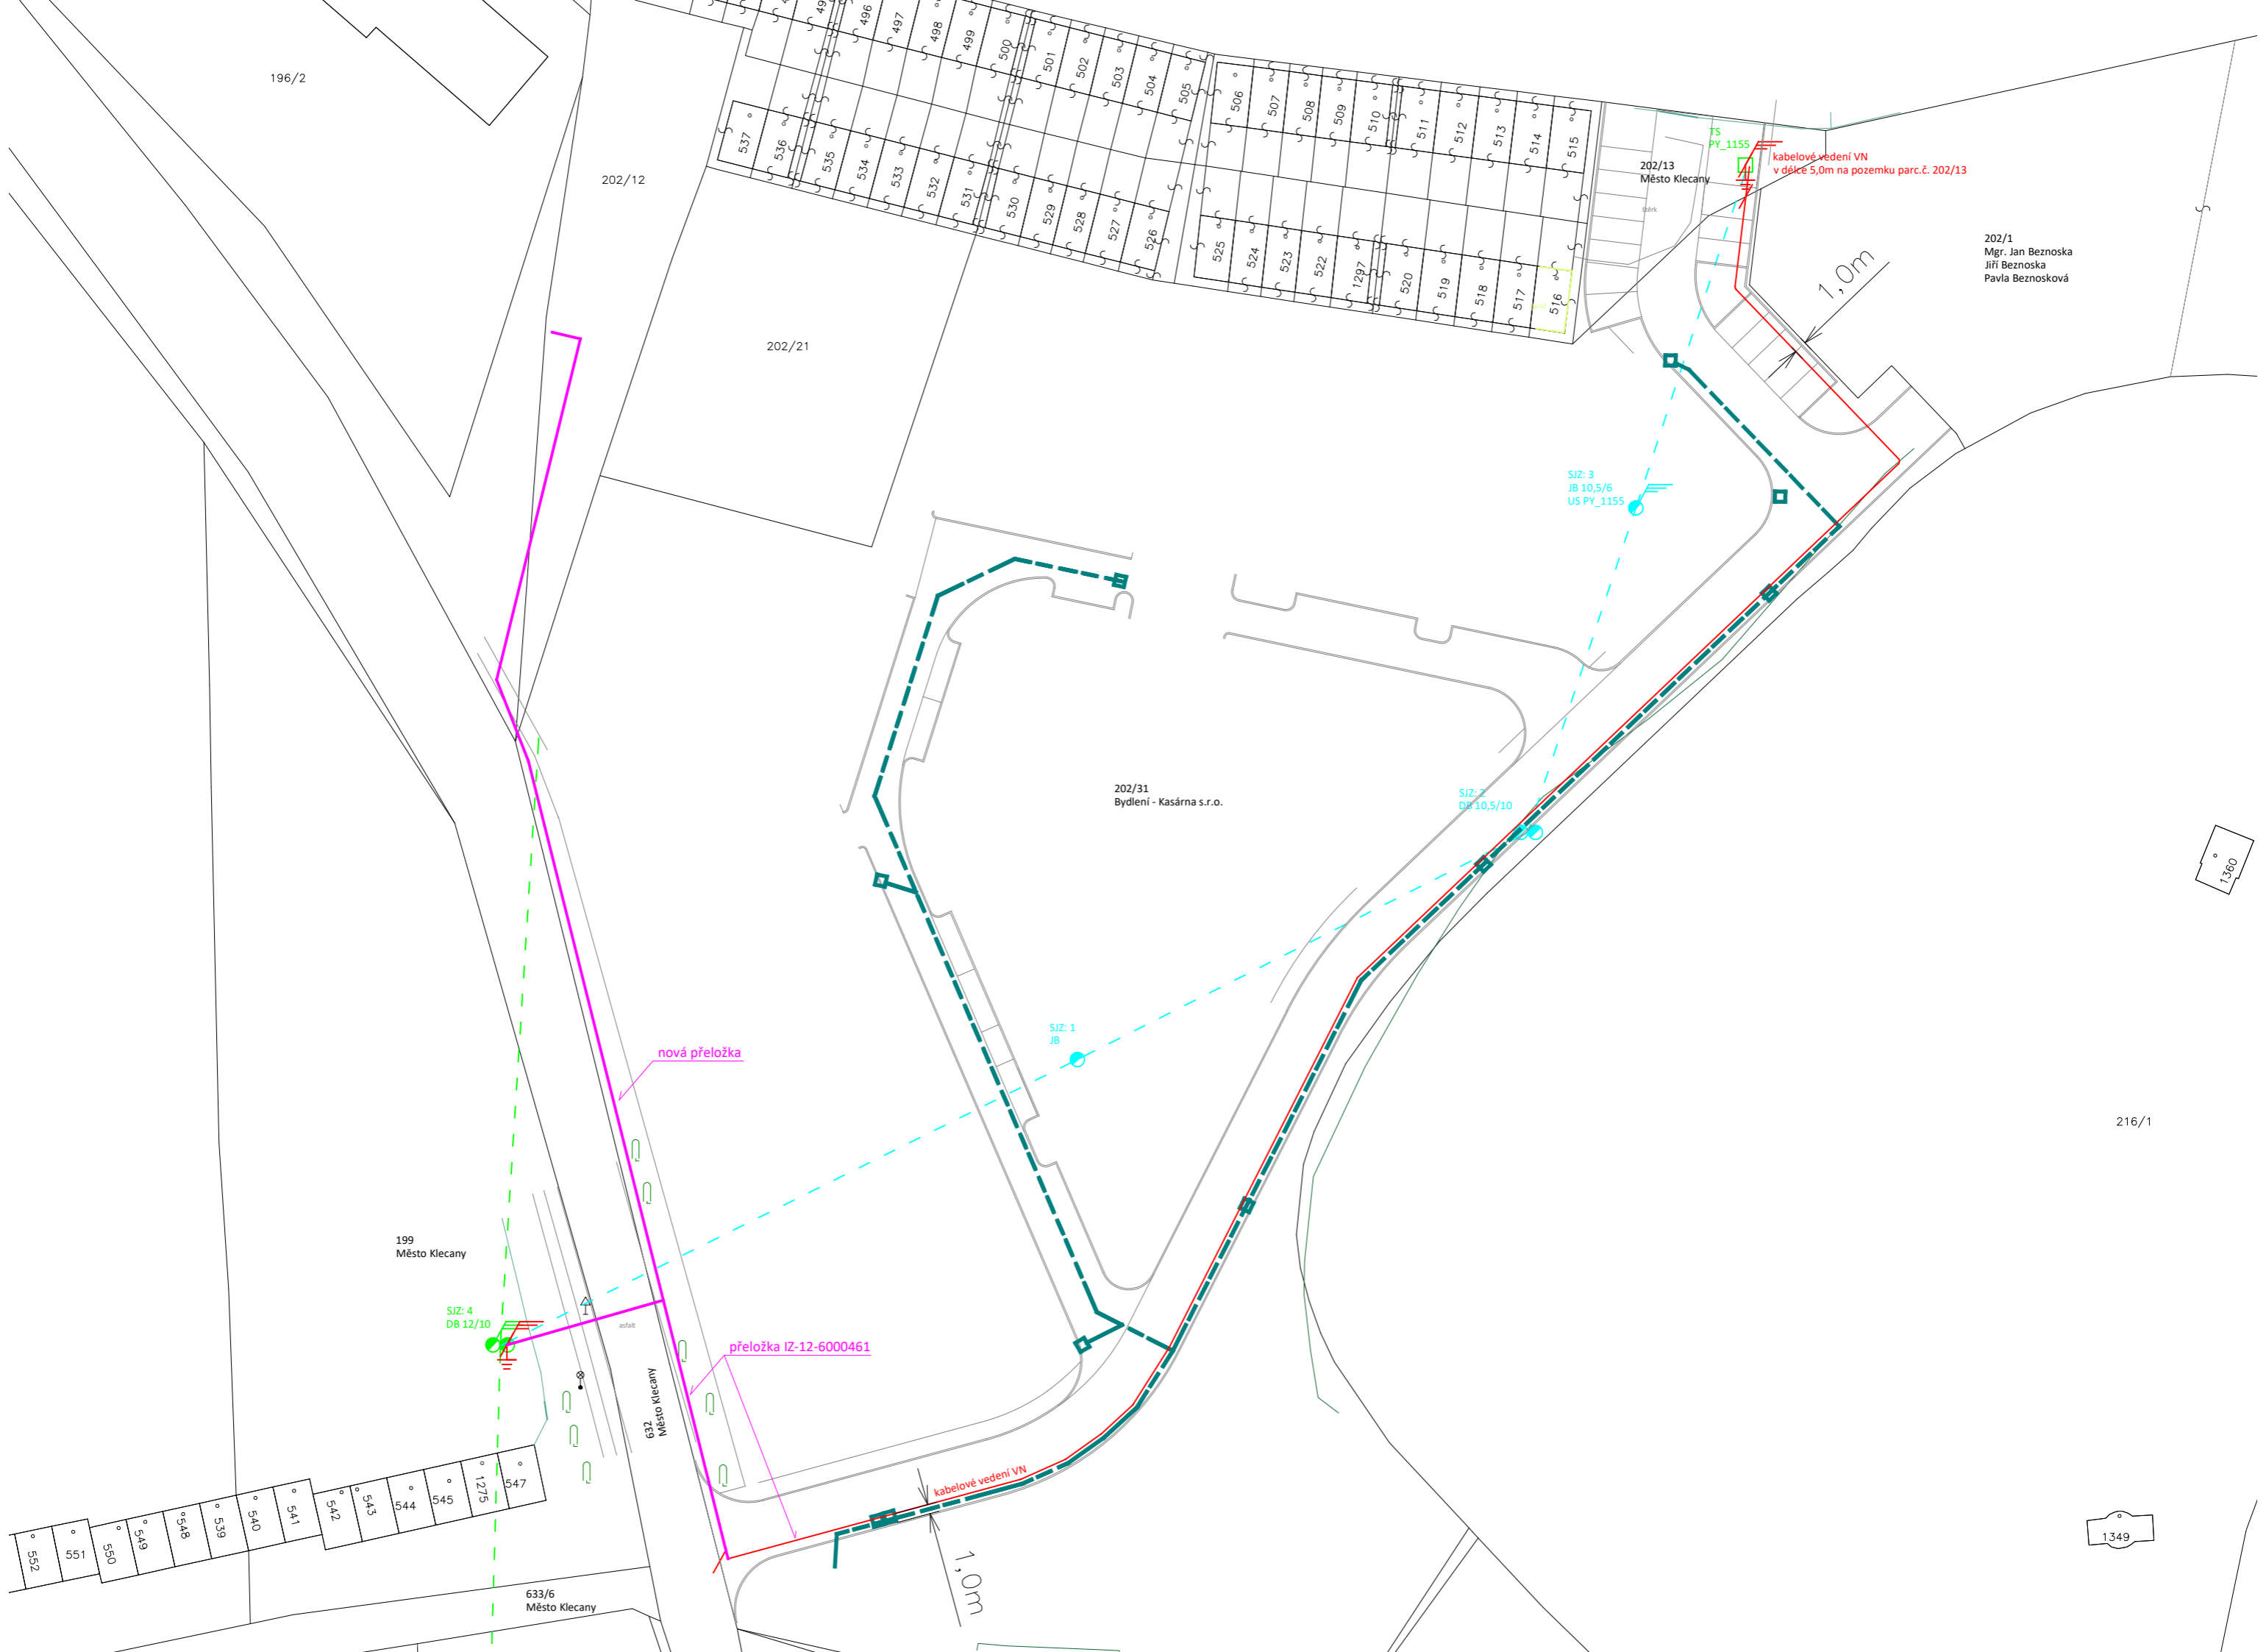 196/2
202/12
202/21
496
497
498
499
500
501
502
503
504
505
506
507
508
509
510
511
512
513
514
515
537
536
535
534
533
532
531
530
529
528
527
526
525
524
523
522
1297
520
519
518
517
516
TS
PY_1155
kabelové vedení VN
v délce 5,0m na pozemku parc.č. 202/13
202/13
Město Klecany
štěrk
202/1
Mgr. Jan Beznoska
Jiří Beznoska
Pavla Beznosková
1,0m
SJZ: 3
JB 10,5/6
US PY_1155
202/31
Bydlení - Kasárna s.r.o.
SJZ: 2
DB 10,5/10
1360
SJZ: 1
JB
nová přeložka
216/1
199
Město Klecany
SJZ: 4
DB 12/10
asfalt
přeložka IZ-12-6000461
632
Město Klecany
kabelové vedení VN
1,0m
552
551
550
549
548
539
540
541
542
543
544
545
1275
547
633/6
Město Klecany
1349